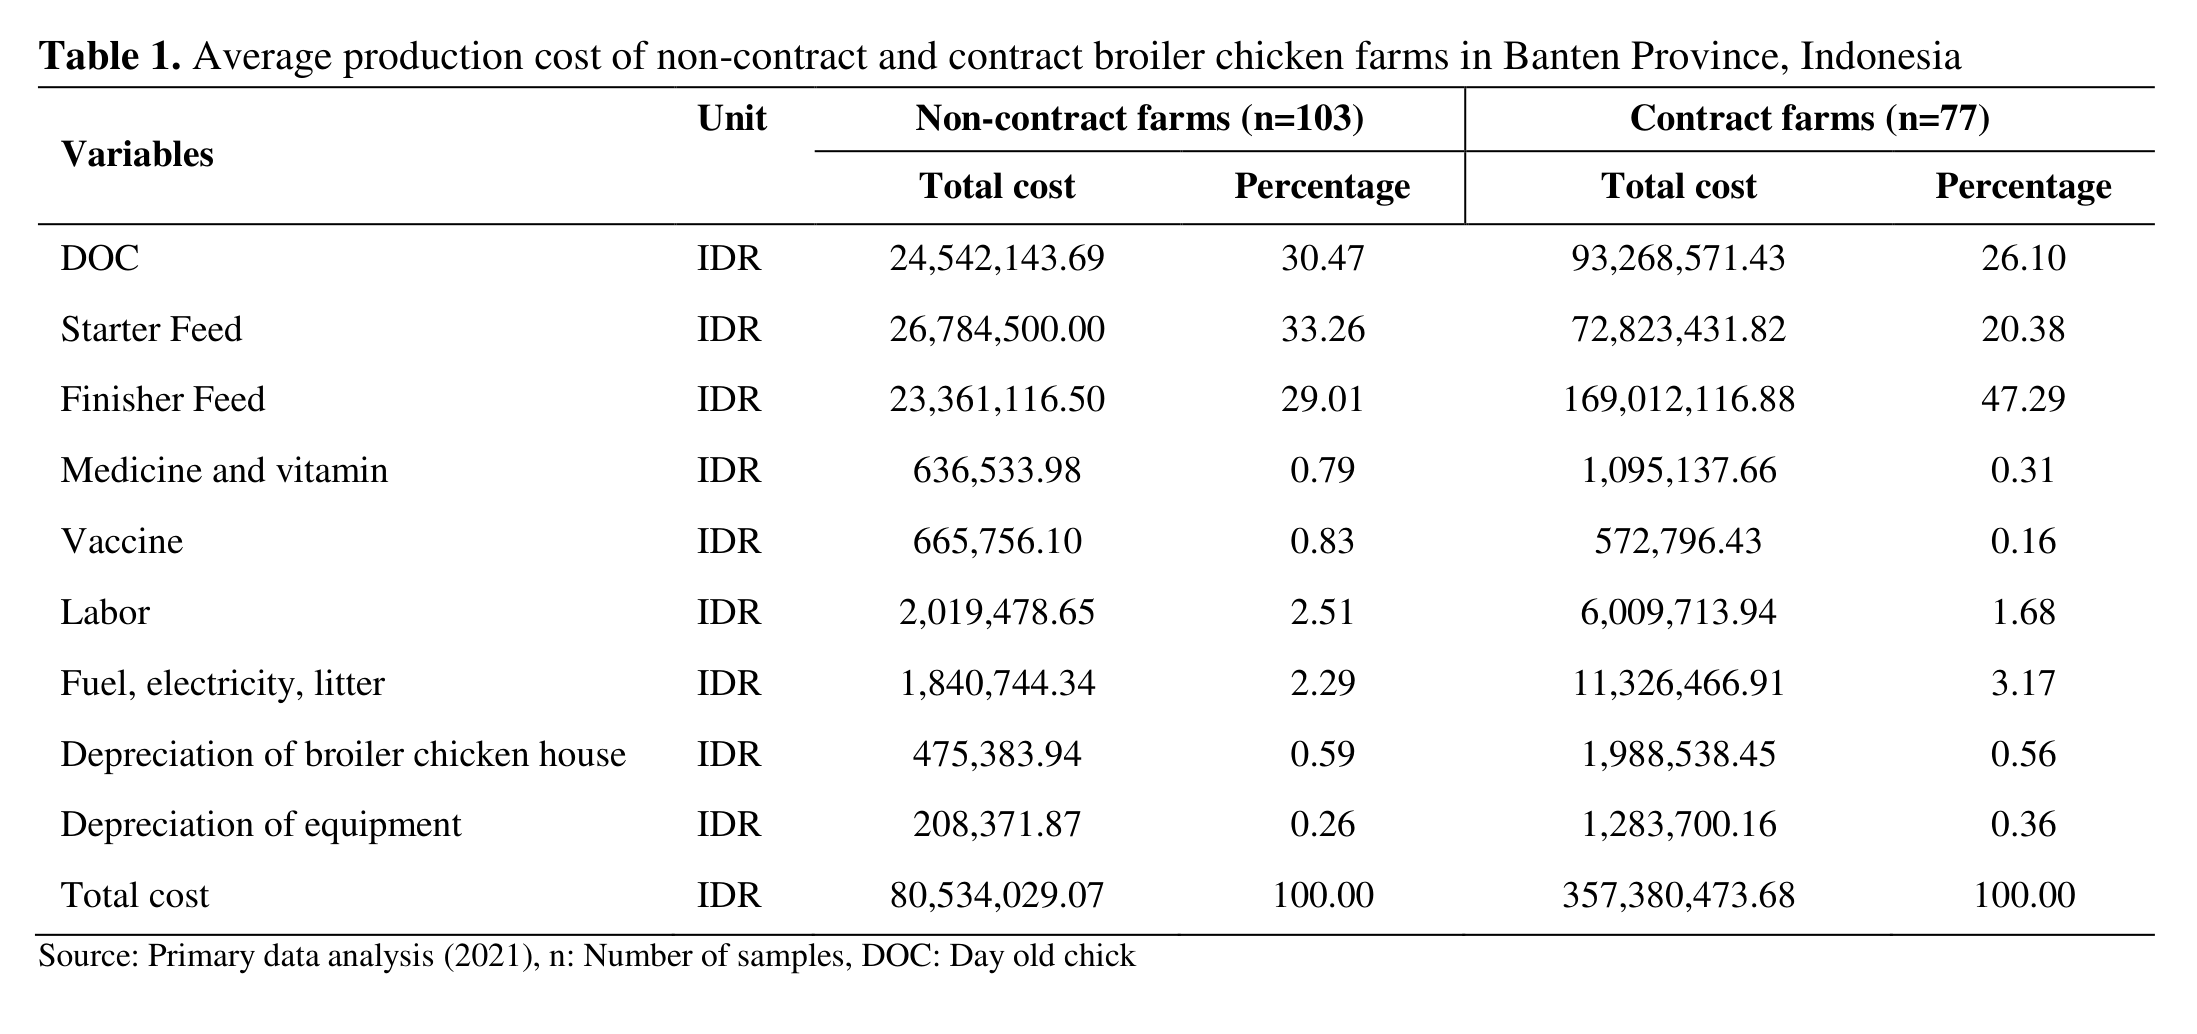 Table 1. Average production cost of non-contract and contract broiler chicken farms in Banten Province, Indonesia
Variables Unit Non-contract farms (n=103) Contract farms (n=77)
Total cost Percentage Total cost Percentage
DOC IDR 24,542,143.69 30.47 93,268,571.43 26.10
Starter Feed IDR 26,784,500.00 33.26 72,823,431.82 20.38
Finisher Feed IDR 23,361,116.50 29.01 169,012,116.88 47.29
Medicine and vitamin IDR 636,533.98 0.79 1,095,137.66 0.31
Vaccine IDR 665,756.10 0.83 572,796.43 0.16
Labor IDR 2,019,478.65 2.51 6,009,713.94 1.68
Fuel, electricity, litter IDR 1,840,744.34 2.29 11,326,466.91 3.17
Depreciation of broiler chicken house IDR 475,383.94 0.59 1,988,538.45 0.56
Depreciation of equipment IDR 208,371.87 0.26 1,283,700.16 0.36
Total cost IDR 80,534,029.07 100.00 357,380,473.68 100.00
Source: Primary data analysis (2021), n: Number of samples, DOC: Day old chick